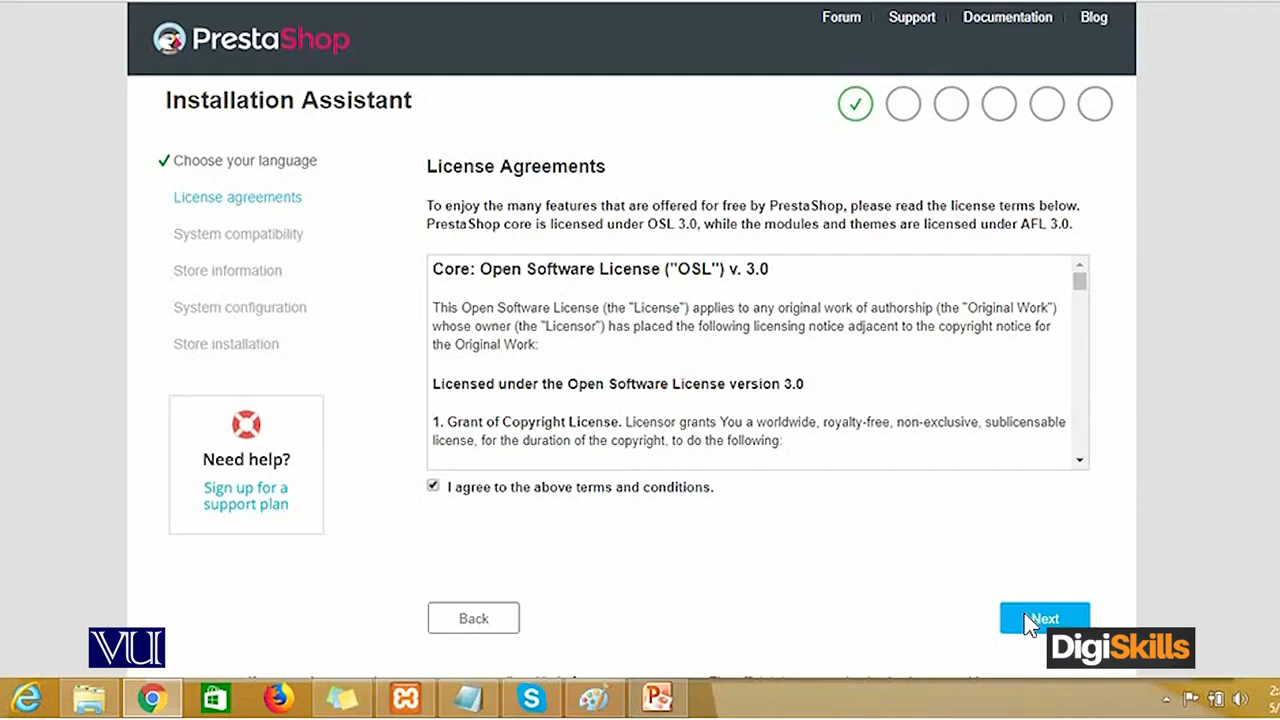 Forum
Support
Documentation
Blog
PrestaShop
Installation Assistant
✓
✓ Choose your language
License agreements
System compatibility
Store information
System configuration
Store installation
Need help?
Sign up for a
support plan
License Agreements
To enjoy the many features that are offered for free by PrestaShop, please read the license terms below.
PrestaShop core is licensed under OSL 3.0, while the modules and themes are licensed under AFL 3.0.
Core: Open Software License ("OSL") v. 3.0
This Open Software License (the "License") applies to any original work of authorship (the "Original Work")
whose owner (the "Licensor") has placed the following licensing notice adjacent to the copyright notice for
the Original Work:
Licensed under the Open Software License version 3.0
1. Grant of Copyright License. Licensor grants You a worldwide, royalty-free, non-exclusive, sublicensable
license, for the duration of the copyright, to do the following:
I agree to the above terms and conditions.
Back
Next
VU
DigiSkills